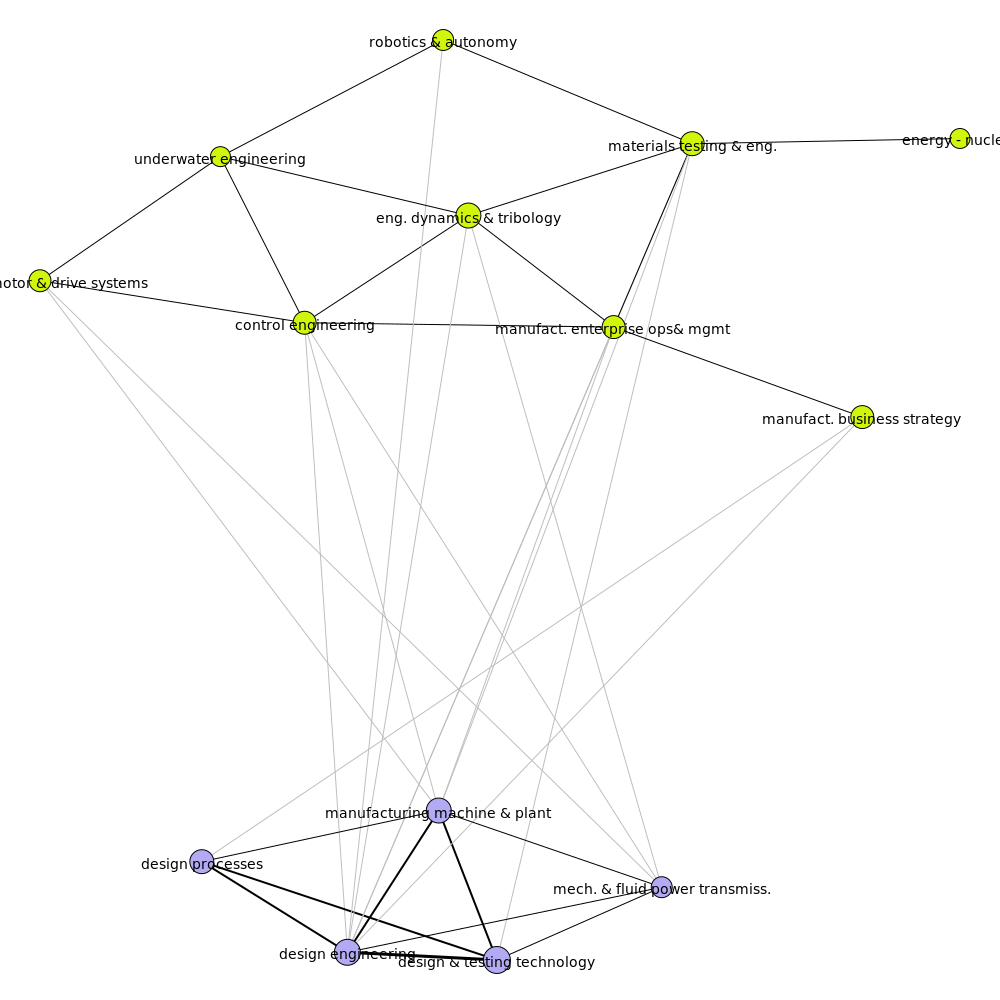 robotics & autonomy
energy - nucle
materials testing & eng.
underwater engineering
eng. dynamics & tribology
motor & drive systems
control engineering
manufact. enterprise ops& mgmt
manufact. business strategy
manufacturing machine & plant
design processes
mech. & fluid power transmiss.
design engineering
design & testing technology